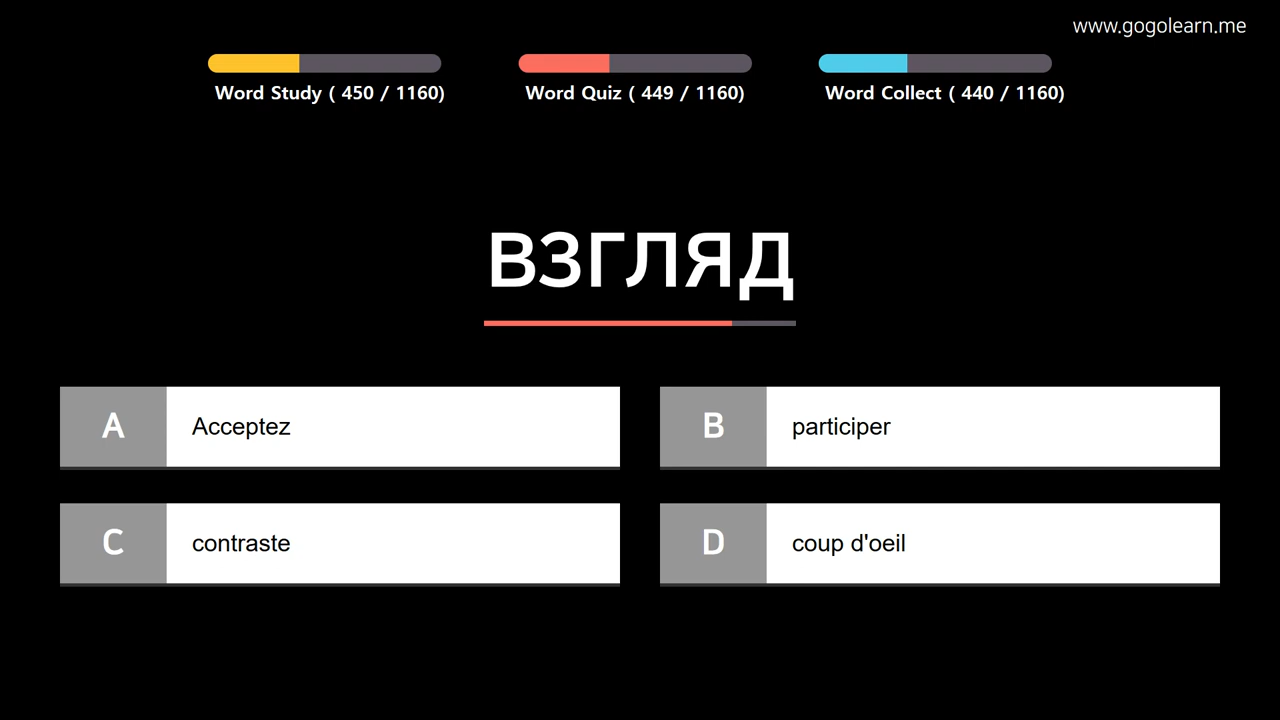 www.gogolearn.me
Word Study ( 450 / 1160)
Word Quiz ( 449 / 1160)
Word Collect ( 440 / 1160)
ВЗГЛЯД
A Acceptez
B participer
C contraste
D coup d'oeil